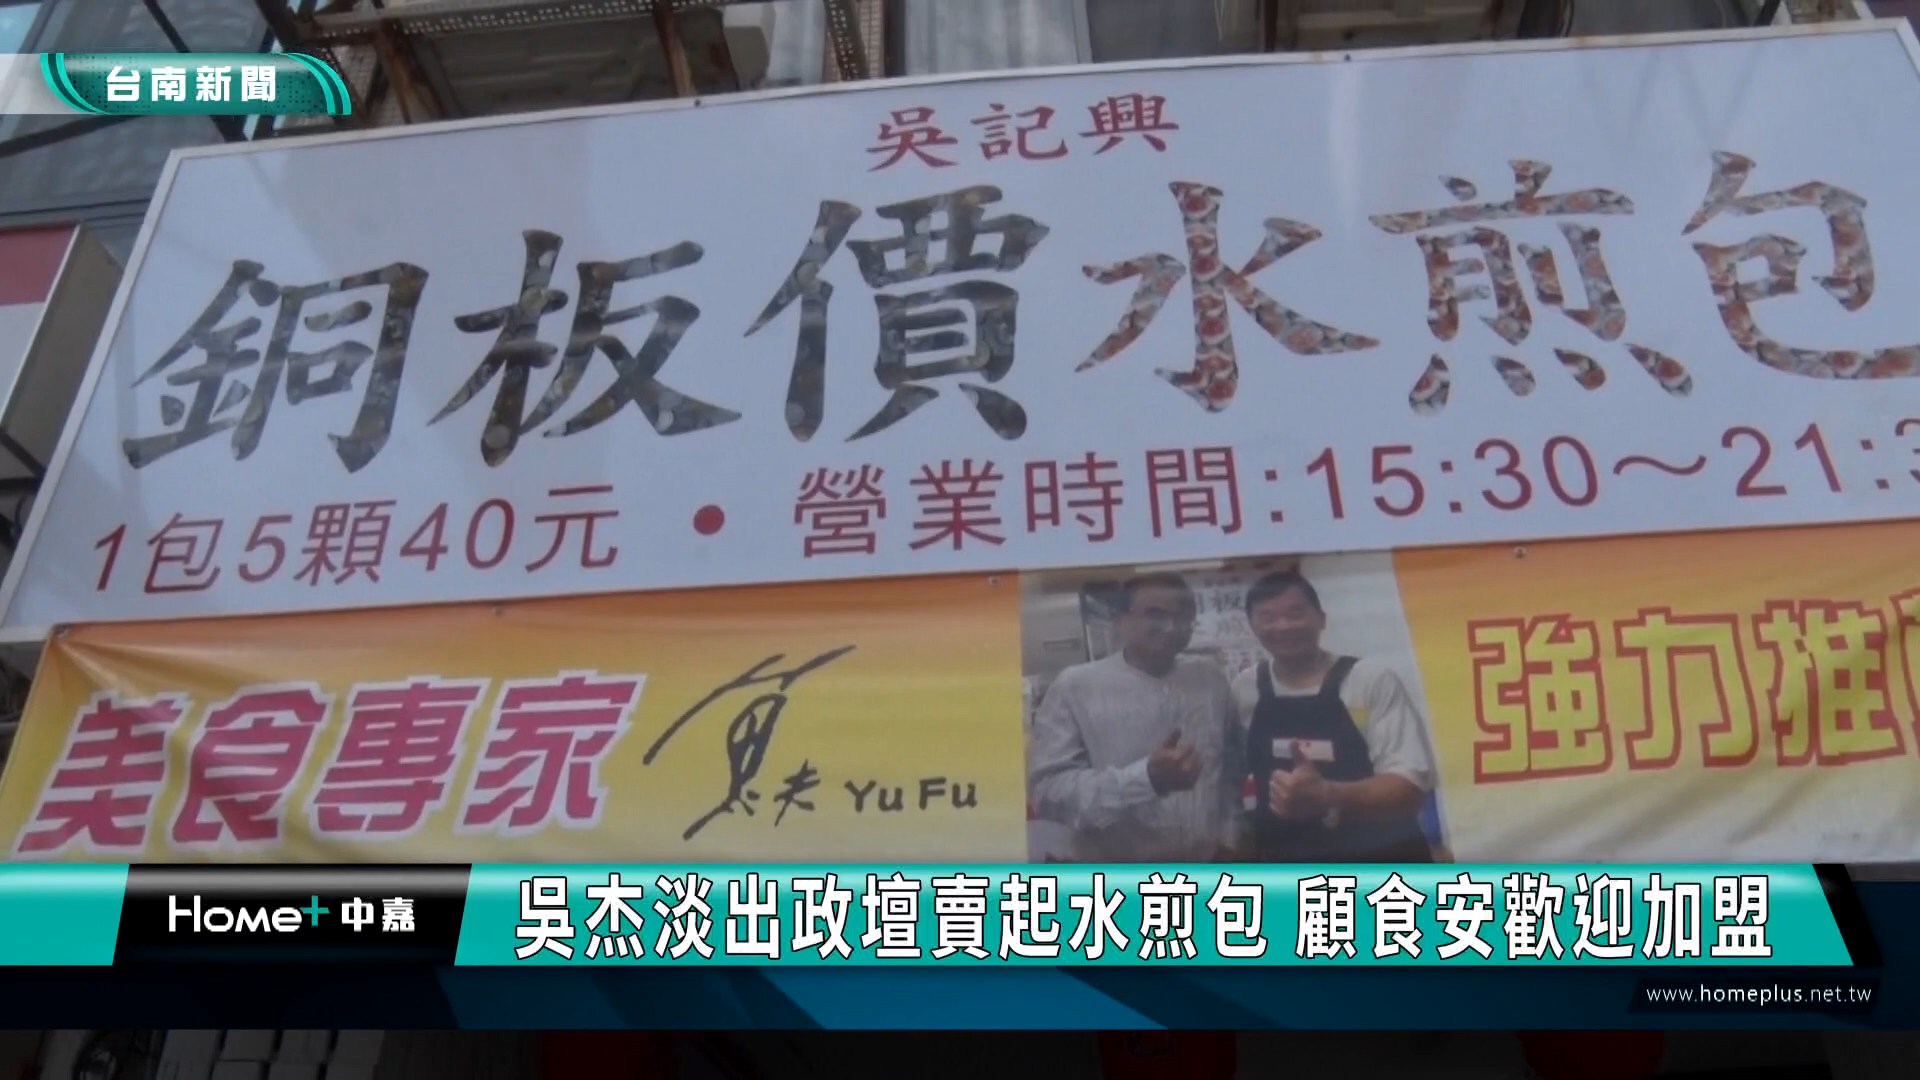 台南新聞
吳記興
銅板價水煎包
1包5顆40元 • 營業時間:15:30～21:3
美食專家 魚夫 Yu Fu
強力推
Home+ 中嘉
吳杰淡出政壇賣起水煎包 顧食安歡迎加盟
www.homeplus.net.tw